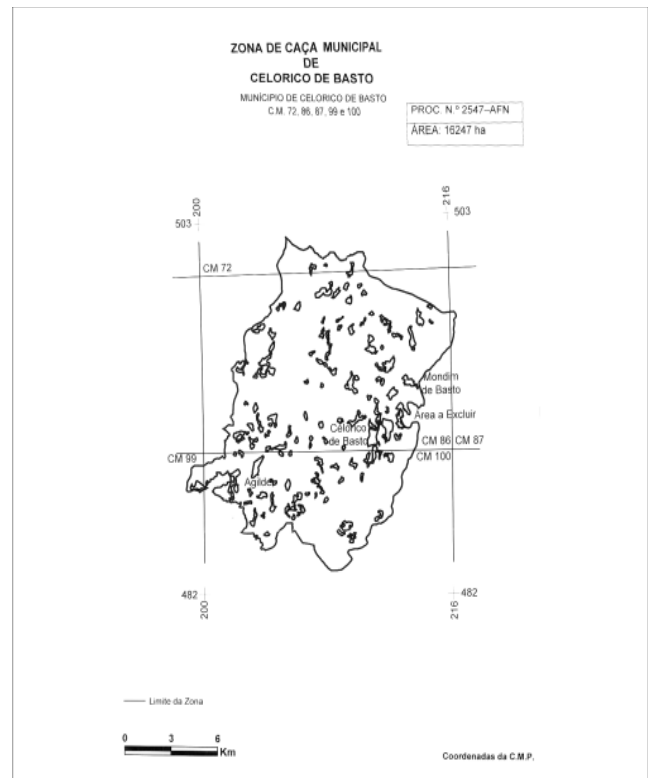 ZONA DE CAÇA MUNICIPAL
DE
CELORICO DE BASTO
MUNICÍPIO DE CELORICO DE BASTO
C.M. 72, 86, 87, 99 e 100
PROC. N.º 2547-AFN
ÁREA: 16247 ha
200
216
503
503
CM 72
Mondim
de Basto
Área a Excluir
Celorico
de Basto
CM 86
CM 87
CM 99
CM 100
Agilde
482
482
200
216
Limite da Zona
0 3 6
Km
Coordenadas da C.M.P.